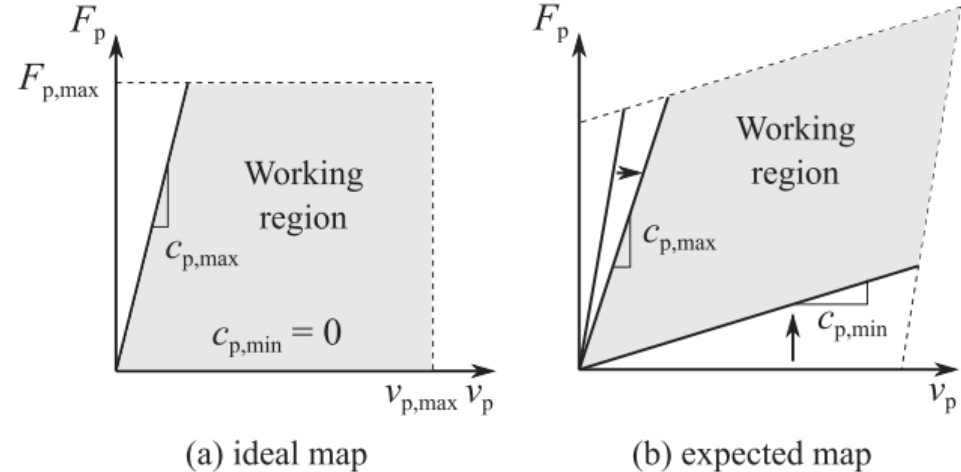 F_p
F_p,max
Working
region
c_p,max
c_p,min = 0
v_p,max v_p
(a) ideal map
F_p
Working
region
c_p,max
c_p,min
v_p
(b) expected map